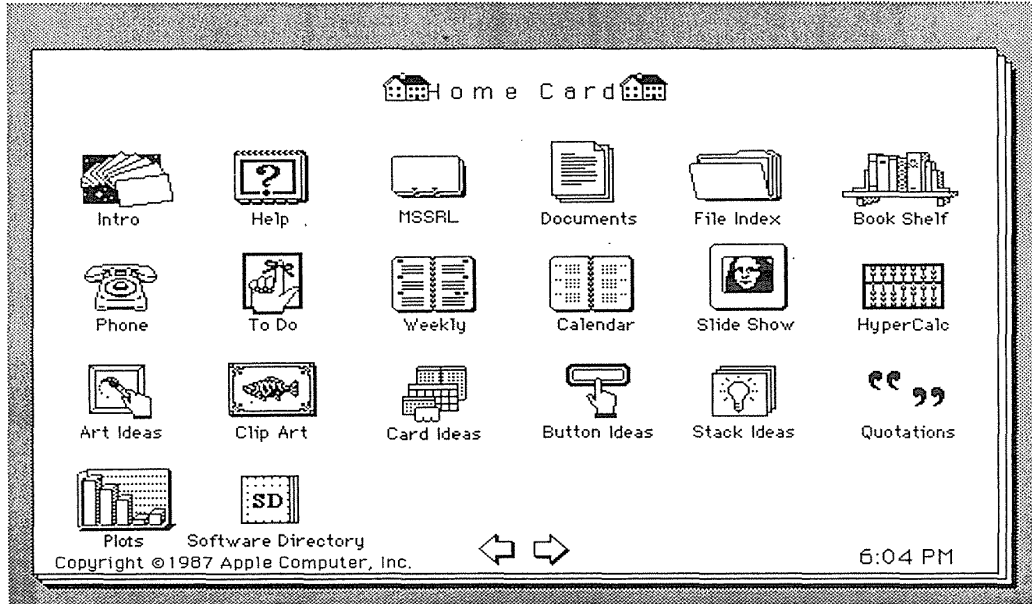 Home Card
Intro Help MSSRL Documents File Index Book Shelf
Phone To Do Weekly Calendar Slide Show HyperCalc
Art Ideas Clip Art Card Ideas Button Ideas Stack Ideas Quotations
SD
Plots Software Directory
Copyright ©1987 Apple Computer, Inc. 6:04 PM